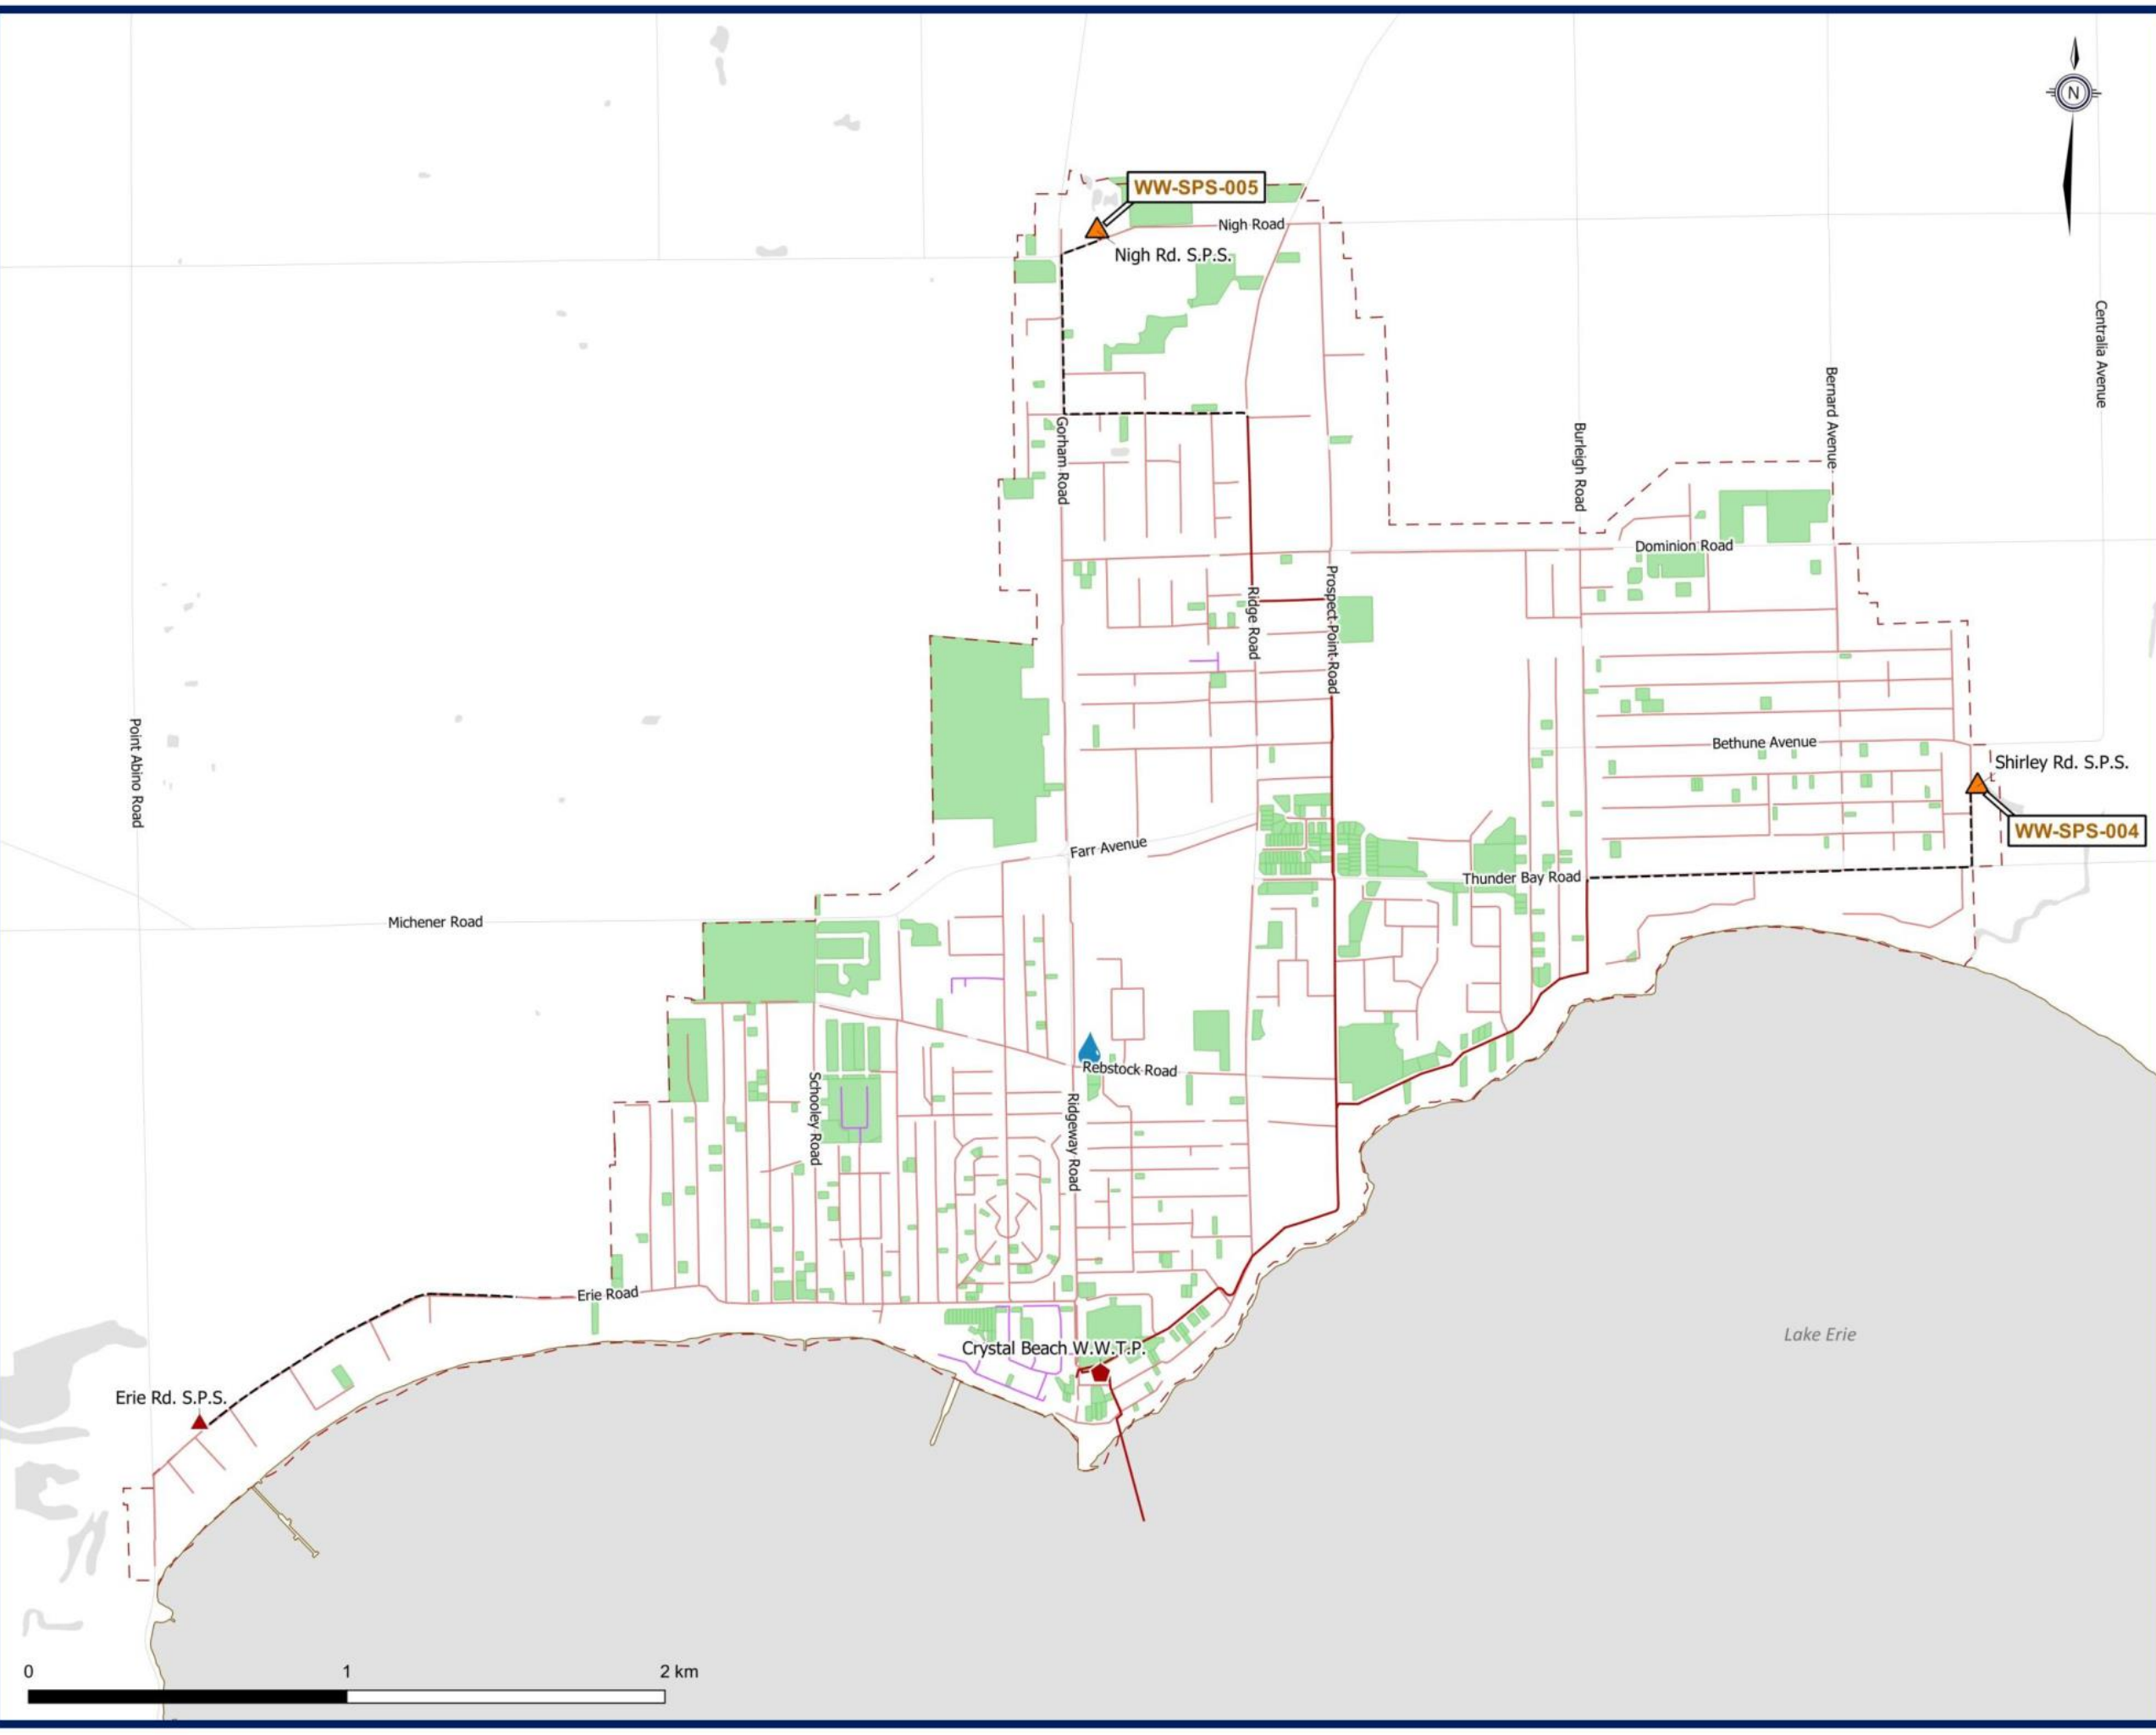 N
WW-SPS-005
Nigh Road
Nigh Rd. S.P.S.
Centralia Avenue
Bernard Avenue
Gorham Road
Burleigh Road
Dominion Road
Prospect Point Road
Ridge Road
Point Abino Road
Bethune Avenue
Shirley Rd. S.P.S.
WW-SPS-004
Farr Avenue
Thunder Bay Road
Michener Road
Rebstock Road
Schooley Road
Ridgeway Road
Erie Road
Lake Erie
Crystal Beach W.W.T.P.
Erie Rd. S.P.S.
0 1 2 km